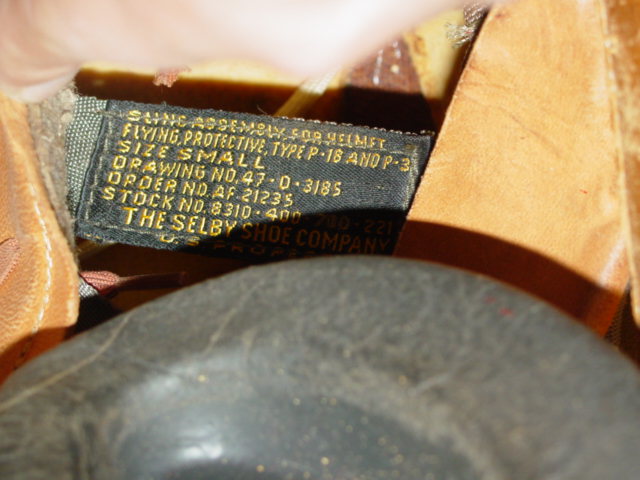 SLING ASSEMBLY FOR HELMET
FLYING, PROTECTIVE, TYPE P-1B AND P-3
SIZE SMALL
DRAWING NO. 47-D-3185
ORDER NO. AF 21235
STOCK NO. 8310-400 -221
THE SELBY SHOE COMPANY
U.S.